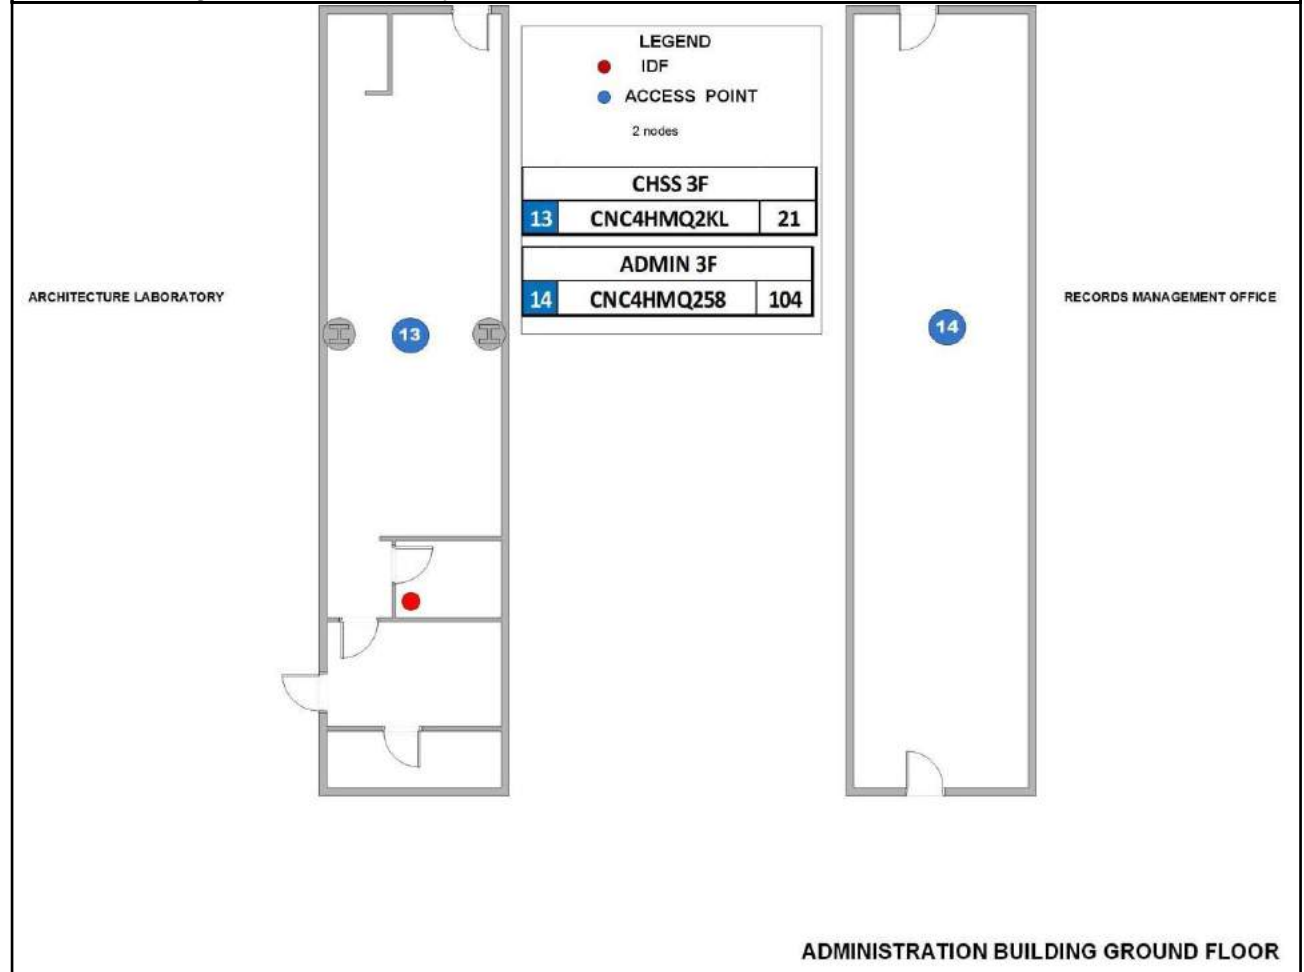 LEGEND
IDF
ACCESS POINT
2 nodes
CHSS 3F
13 CNC4HMQ2KL 21
ADMIN 3F
14 CNC4HMQ258 104
ARCHITECTURE LABORATORY
13
14
RECORDS MANAGEMENT OFFICE
ADMINISTRATION BUILDING GROUND FLOOR